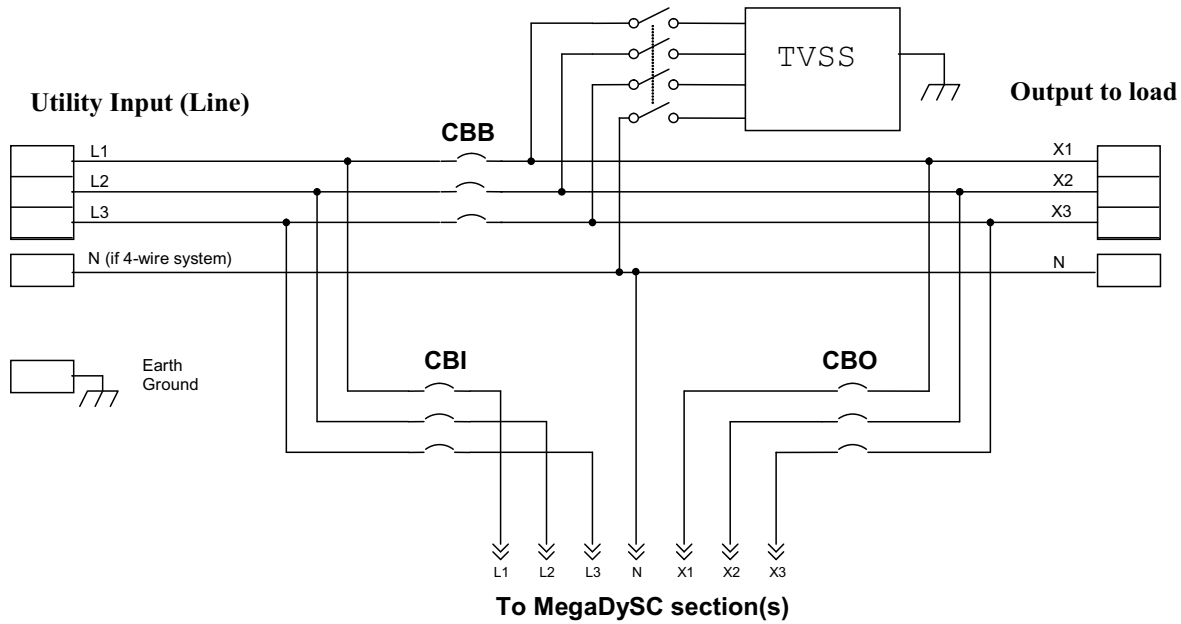 TVSS
Utility Input (Line)
Output to load
CBB
L1
X1
L2
X2
L3
X3
N (if 4-wire system)
N
Earth
Ground
CBI
CBO
L1
L2
L3
N
X1
X2
X3
To MegaDySC section(s)